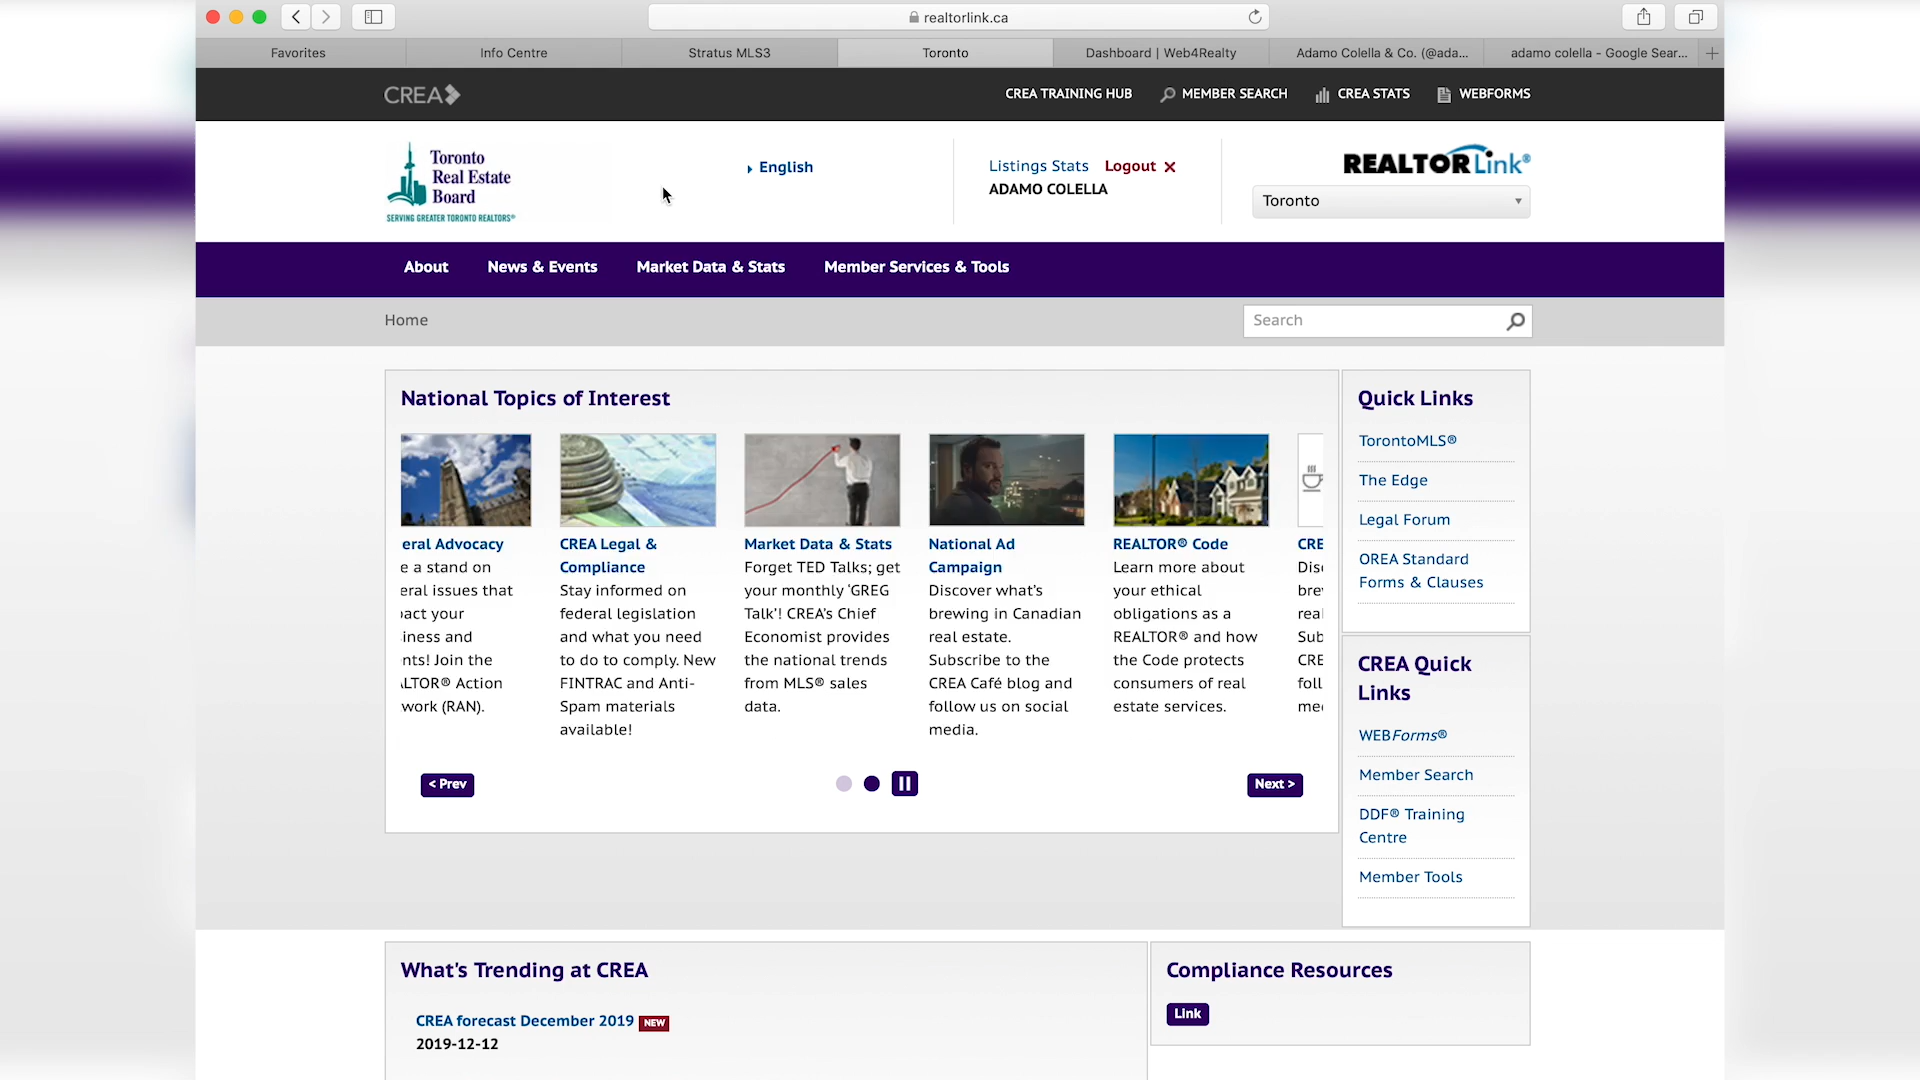 realtorlink.ca
Favorites
Info Centre
Stratus MLS3
Toronto
Dashboard | Web4Realty
Adamo Colella & Co. (@ada...
adamo colella - Google Sear...
CREA
CREA TRAINING HUB
MEMBER SEARCH
CREA STATS
WEBFORMS
Toronto
Real Estate
Board
SERVING GREATER TORONTO REALTORS®
English
Listings Stats
Logout
ADAMO COLELLA
REALTOR Link®
Toronto
About
News & Events
Market Data & Stats
Member Services & Tools
Home
Search
National Topics of Interest
eral Advocacy
e a stand on
eral issues that
pact your
iness and
nts! Join the
LTOR® Action
work (RAN).
CREA Legal &
Compliance
Stay informed on
federal legislation
and what you need
to do to comply. New
FINTRAC and Anti-
Spam materials
available!
Market Data & Stats
Forget TED Talks; get
your monthly ‘GREG
Talk’! CREA’s Chief
Economist provides
the national trends
from MLS® sales
data.
National Ad
Campaign
Discover what’s
brewing in Canadian
real estate.
Subscribe to the
CREA Café blog and
follow us on social
media.
REALTOR® Code
Learn more about
your ethical
obligations as a
REALTOR® and how
the Code protects
consumers of real
estate services.
CRE
Disc
brev
real
Sub
CRE
foll
me
< Prev
Next >
Quick Links
TorontoMLS®
The Edge
Legal Forum
OREA Standard
Forms & Clauses
CREA Quick
Links
WEBForms®
Member Search
DDF® Training
Centre
Member Tools
What's Trending at CREA
CREA forecast December 2019 NEW
2019-12-12
Compliance Resources
Link